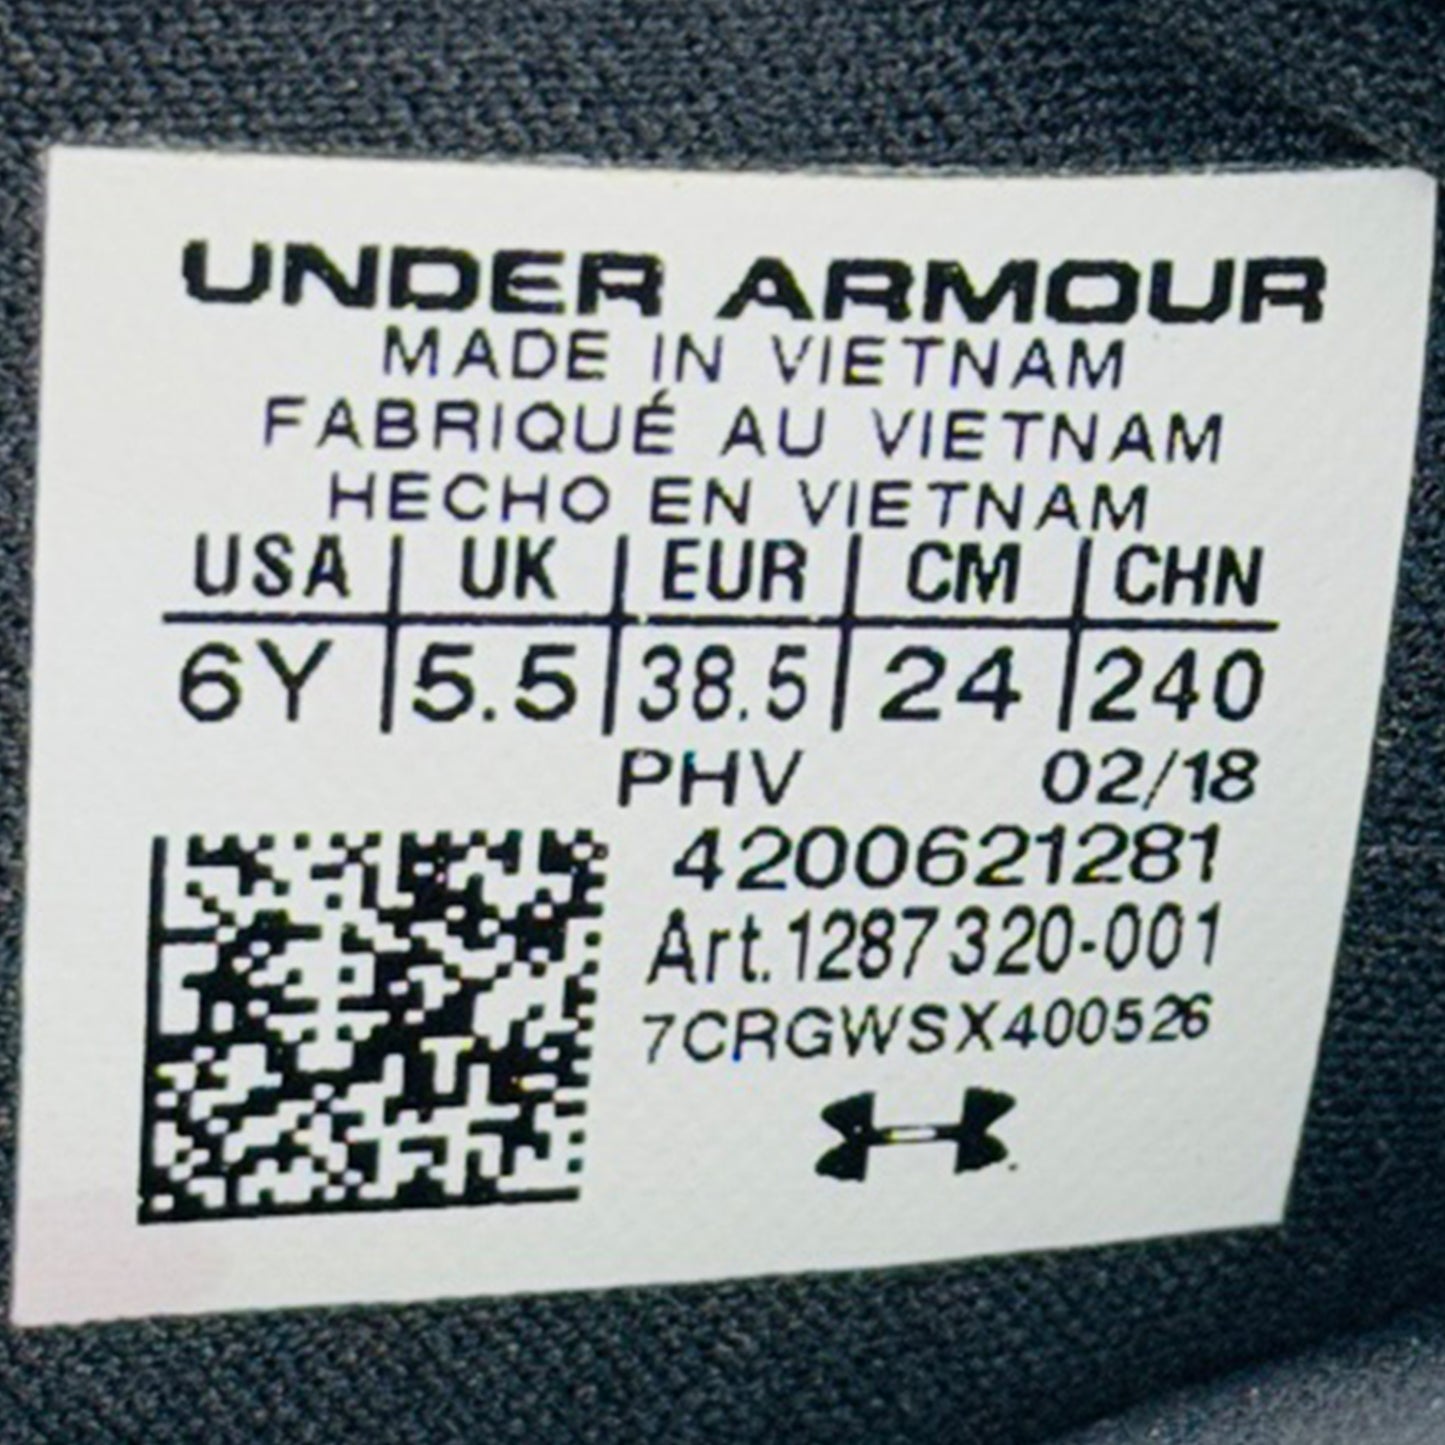 UNDER ARMOUR
MADE IN VIETNAM
FABRIQUÉ AU VIETNAM
HECHO EN VIETNAM
USA | UK | EUR | CM | CHN
6Y | 5.5 | 38.5 | 24 | 240
PHV 02/18
4200621281
Art.1287320-001
7CRGWSX400526